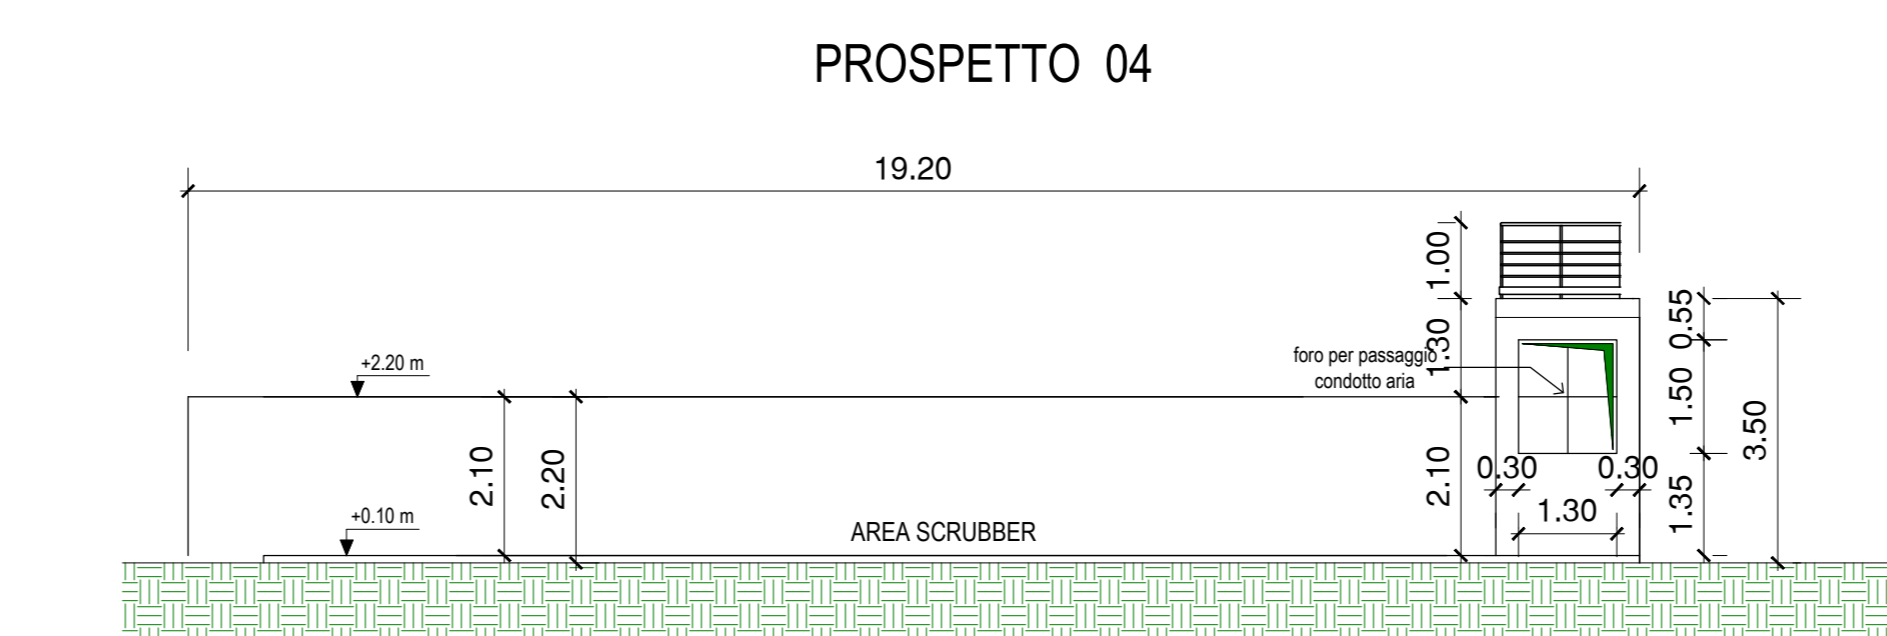 PROSPETTO 04
19.20
1.00
0.55
1.30
+2.20 m
foro per passaggio
condotto aria
1.50
3.50
2.10
2.20
2.10
0.30
0.30
1.35
1.30
+0.10 m
AREA SCRUBBER